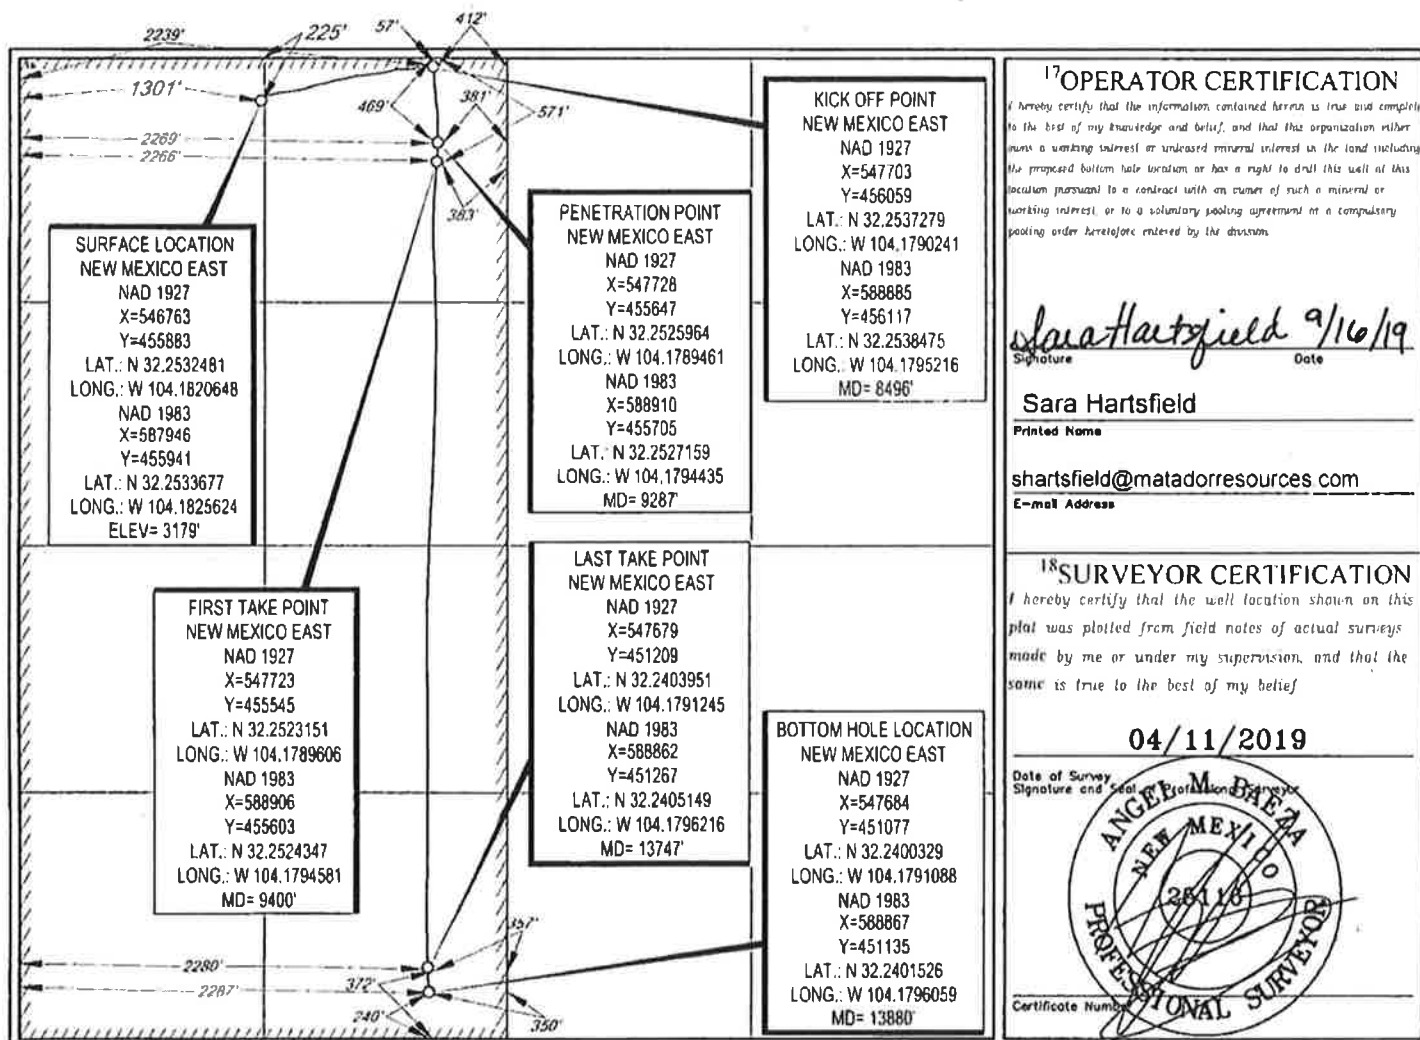 2239'
225'
57'
412'
1301'
469'
381'
571'
2269'
2266'
383'
SURFACE LOCATION
NEW MEXICO EAST
NAD 1927
X=546763
Y=455883
LAT.: N 32.2532481
LONG.: W 104.1820648
NAD 1983
X=587946
Y=455941
LAT.: N 32.2533677
LONG.: W 104.1825624
ELEV= 3179'
KICK OFF POINT
NEW MEXICO EAST
NAD 1927
X=547703
Y=456059
LAT.: N 32.2537279
LONG.: W 104.1790241
NAD 1983
X=588885
Y=456117
LAT.: N 32.2538475
LONG.: W 104.1795216
MD= 8496'
PENETRATION POINT
NEW MEXICO EAST
NAD 1927
X=547728
Y=455647
LAT.: N 32.2525964
LONG.: W 104.1789461
NAD 1983
X=588910
Y=455705
LAT.: N 32.2527159
LONG.: W 104.1794435
MD= 9287'
FIRST TAKE POINT
NEW MEXICO EAST
NAD 1927
X=547723
Y=455545
LAT.: N 32.2523151
LONG.: W 104.1789606
NAD 1983
X=588906
Y=455603
LAT.: N 32.2524347
LONG.: W 104.1794581
MD= 9400'
LAST TAKE POINT
NEW MEXICO EAST
NAD 1927
X=547679
Y=451209
LAT.: N 32.2403951
LONG.: W 104.1791245
NAD 1983
X=588862
Y=451267
LAT.: N 32.2405149
LONG.: W 104.1796216
MD= 13747'
BOTTOM HOLE LOCATION
NEW MEXICO EAST
NAD 1927
X=547684
Y=451077
LAT.: N 32.2400329
LONG.: W 104.1791088
NAD 1983
X=588867
Y=451135
LAT.: N 32.2401526
LONG.: W 104.1796059
MD= 13880'
357'
2280'
2287'
372'
240'
350'
17 OPERATOR CERTIFICATION
I hereby certify that the information contained herein is true and complete
to the best of my knowledge and belief, and that this organization either
owns a working interest or unleased mineral interest in the land including
the proposed bottom hole location or has a right to drill this well at this
location pursuant to a contract with an owner of such a mineral or
working interest, or to a voluntary pooling agreement or a compulsory
pooling order heretofore entered by the division.
Sara Hartsfield 9/16/19
Signature Date
Sara Hartsfield
Printed Name
shartsfield@matadorresources.com
E-mail Address
18 SURVEYOR CERTIFICATION
I hereby certify that the well location shown on this
plat was plotted from field notes of actual surveys
made by me or under my supervision, and that the
same is true to the best of my belief
04/11/2019
Date of Survey
Signature and Seal of Professional Surveyor
ANGEL M. BAEZA
NEW MEXICO
PROFESSIONAL SURVEYOR
Certificate Number